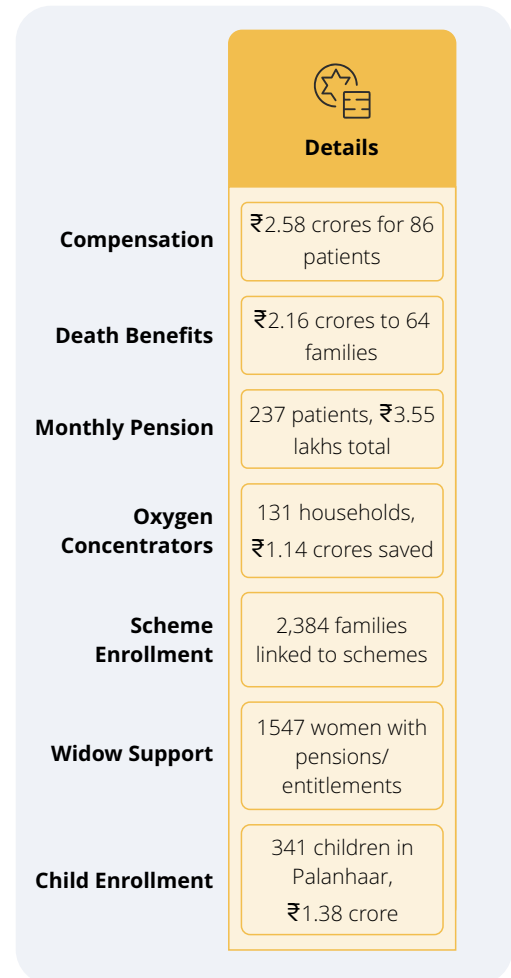 Details
Compensation
₹2.58 crores for 86
patients
Death Benefits
₹2.16 crores to 64
families
Monthly Pension
237 patients, ₹3.55
lakhs total
Oxygen
Concentrators
131 households,
₹1.14 crores saved
Scheme
Enrollment
2,384 families
linked to schemes
Widow Support
1547 women with
pensions/
entitlements
Child Enrollment
341 children in
Palanhaar,
₹1.38 crore